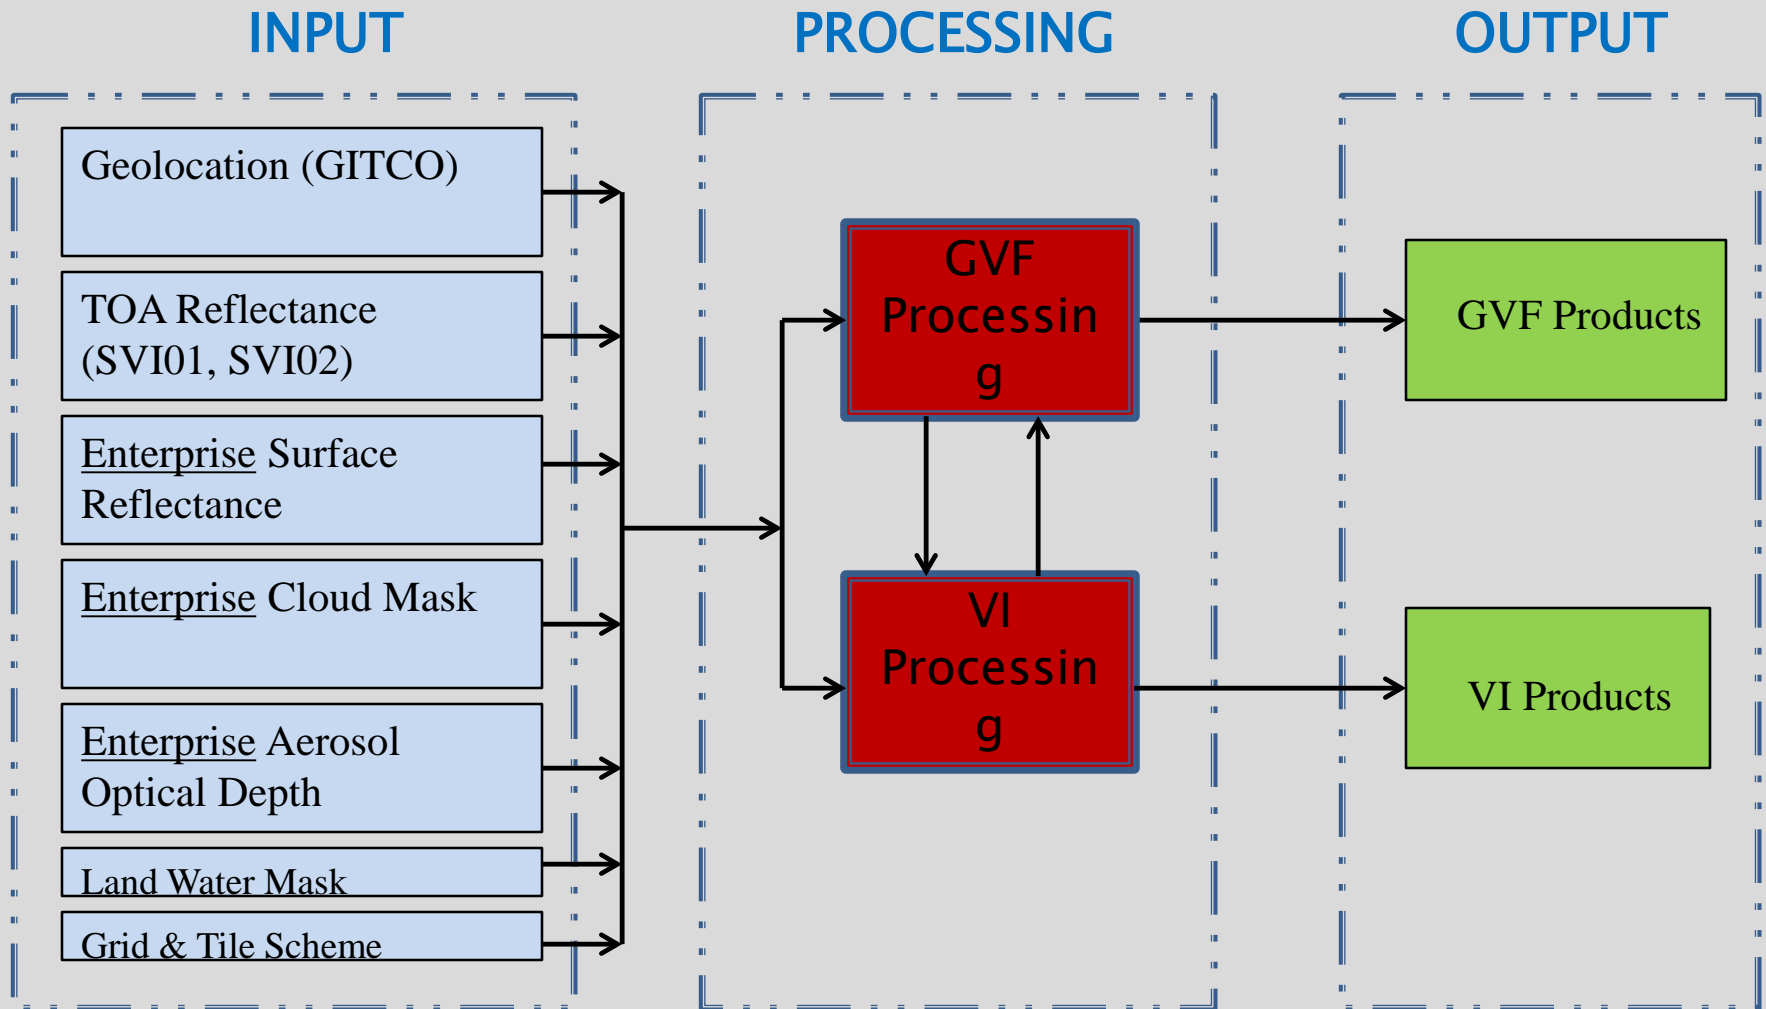 INPUT
PROCESSING
OUTPUT
Geolocation (GITCO)
TOA Reflectance
(SVI01, SVI02)
Enterprise Surface
Reflectance
Enterprise Cloud Mask
Enterprise Aerosol
Optical Depth
Land Water Mask
Grid & Tile Scheme
GVF
Processin
g
VI
Processin
g
GVF Products
VI Products